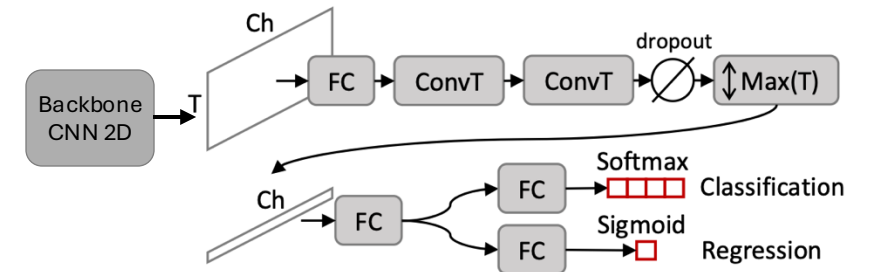 Ch
dropout
Backbone
CNN 2D
T
FC
ConvT
ConvT
Max(T)
Ch
FC
FC
Softmax
Classification
FC
Sigmoid
Regression